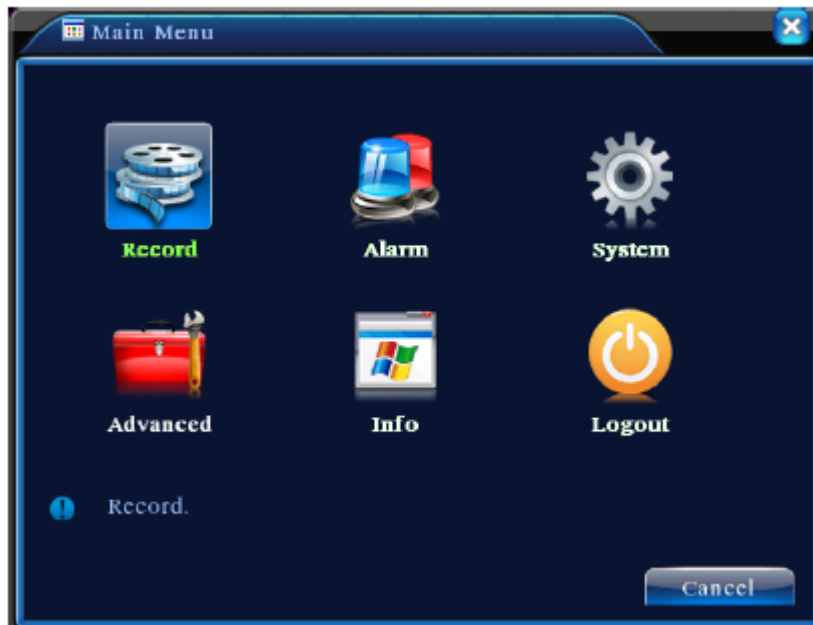 Main Menu
Record
Alarm
System
Advanced
Info
Logout
Record.
Cancel